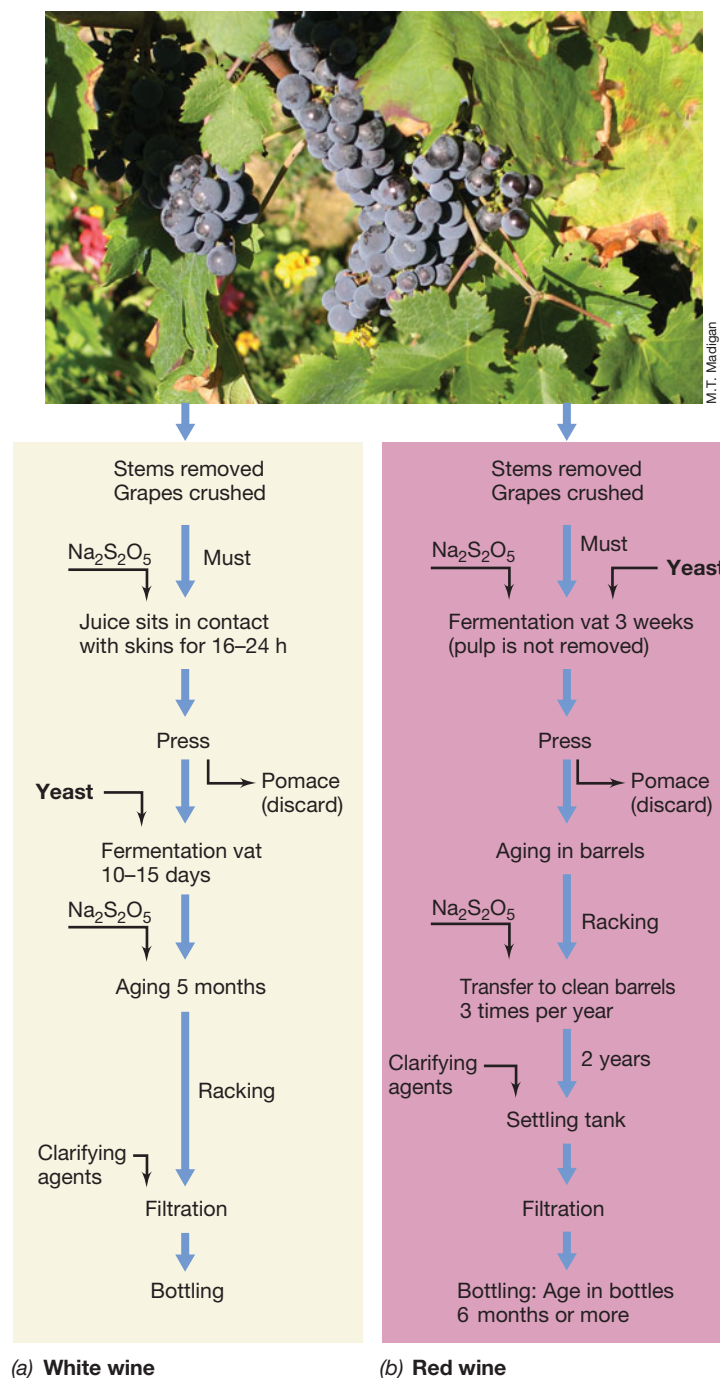 M.T. Madigan
Stems removed
Grapes crushed
Na₂S₂O₅
Must
Juice sits in contact
with skins for 16–24 h
Press
Pomace
(discard)
Yeast
Fermentation vat
10–15 days
Na₂S₂O₅
Aging 5 months
Racking
Clarifying
agents
Filtration
Bottling
(a) White wine
Stems removed
Grapes crushed
Na₂S₂O₅
Must
Yeast
Fermentation vat 3 weeks
(pulp is not removed)
Press
Pomace
(discard)
Aging in barrels
Na₂S₂O₅
Racking
Transfer to clean barrels
3 times per year
2 years
Clarifying
agents
Settling tank
Filtration
Bottling: Age in bottles
6 months or more
(b) Red wine